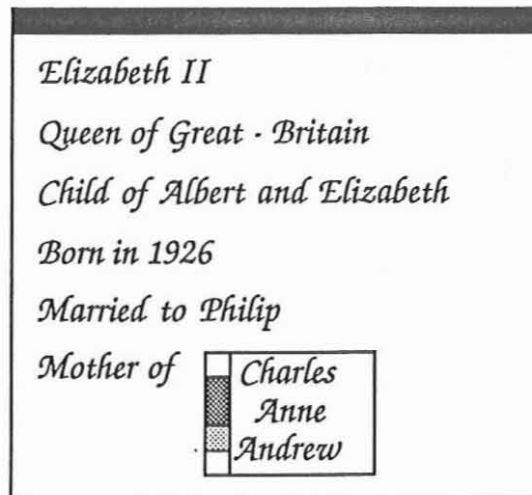 Elizabeth II
Queen of Great - Britain
Child of Albert and Elizabeth
Born in 1926
Married to Philip
Mother of Charles
Anne
Andrew